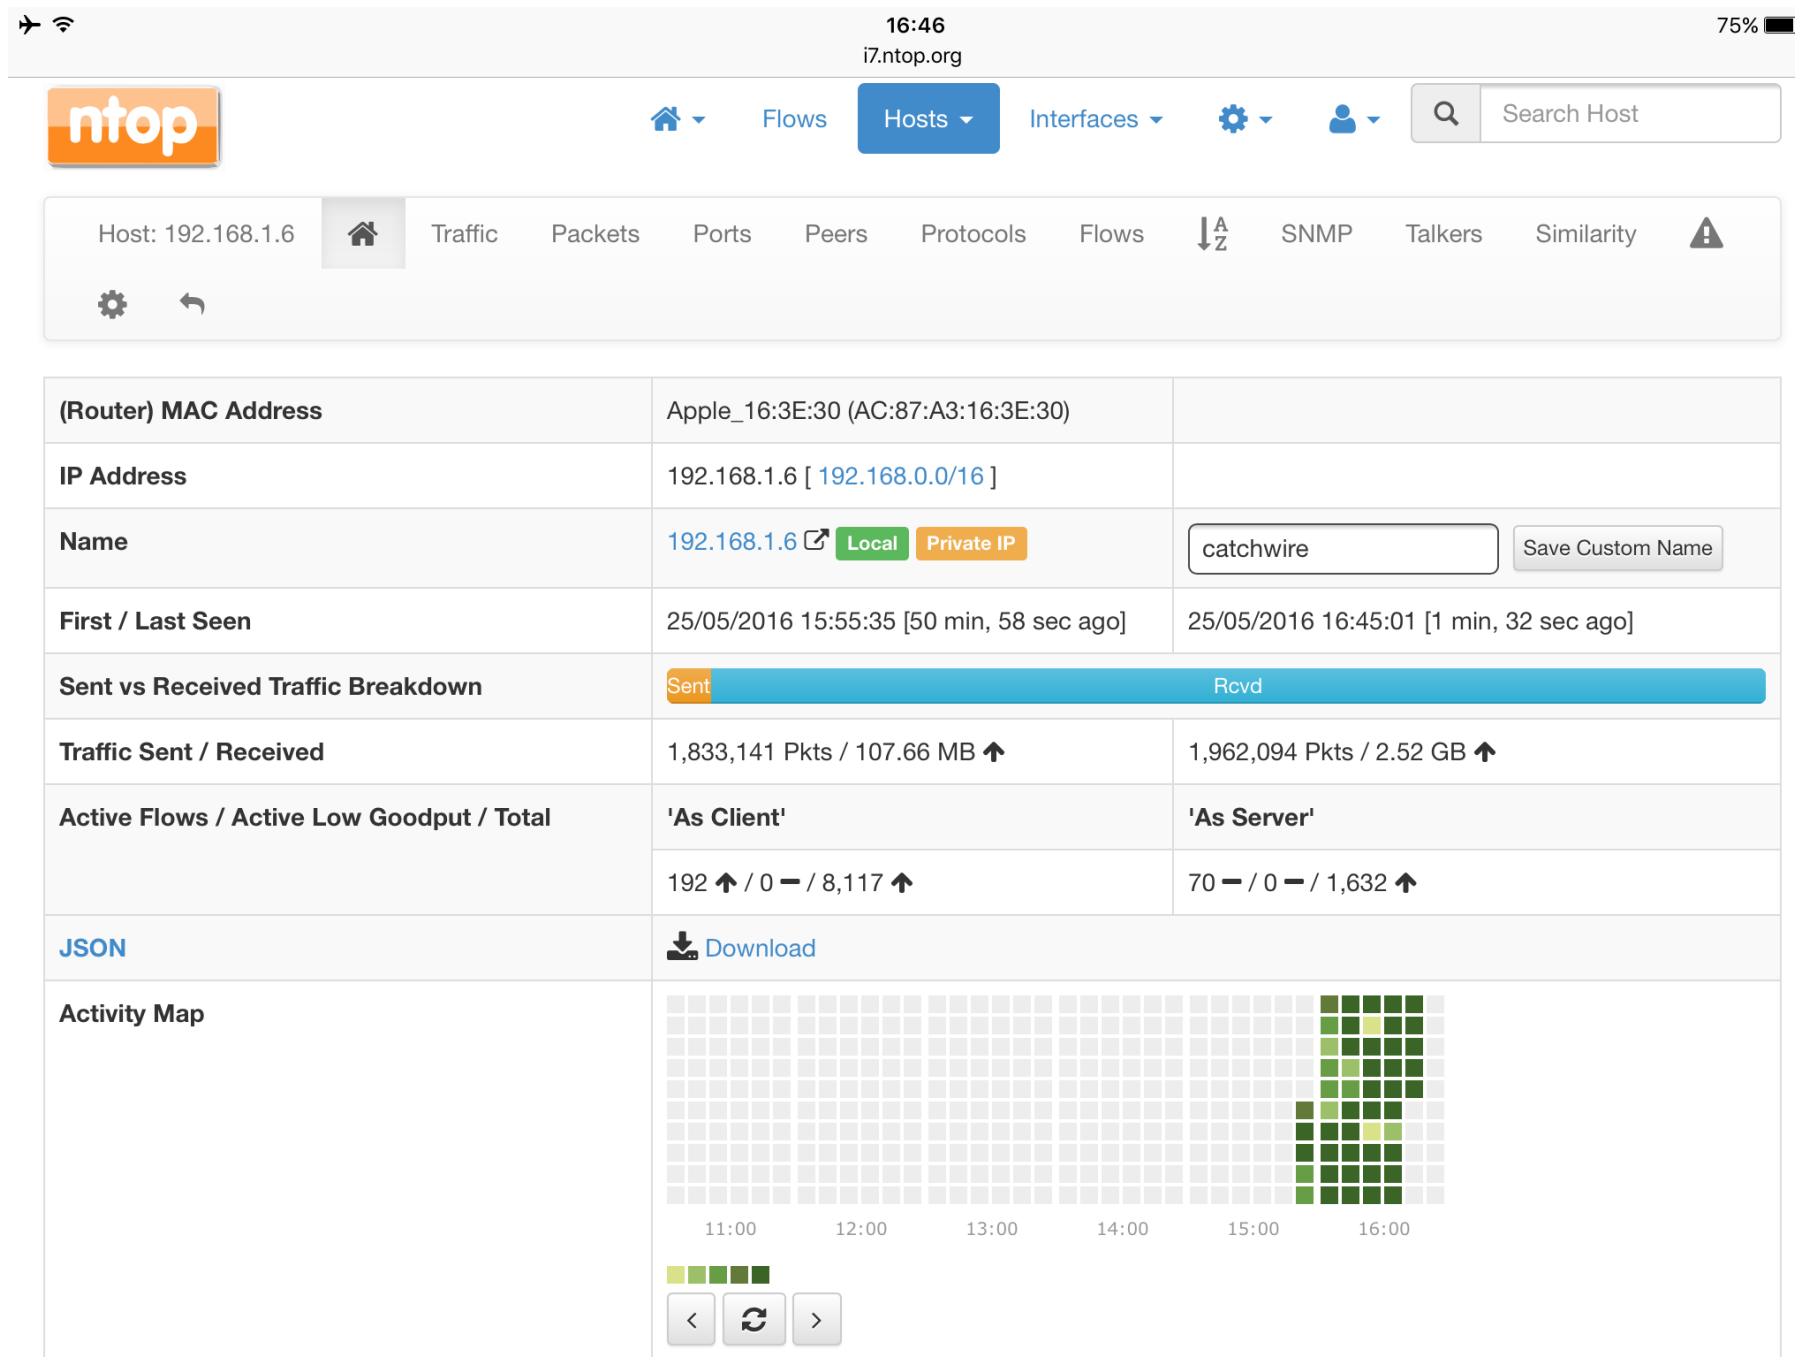 16:46
75%
i7.ntop.org
ntop
Flows
Hosts
Interfaces
Search Host
Host: 192.168.1.6
Traffic
Packets
Ports
Peers
Protocols
Flows
A
Z
SNMP
Talkers
Similarity
(Router) MAC Address
Apple_16:3E:30 (AC:87:A3:16:3E:30)
IP Address
192.168.1.6 [ 192.168.0.0/16 ]
Name
192.168.1.6 Local Private IP
catchwire
Save Custom Name
First / Last Seen
25/05/2016 15:55:35 [50 min, 58 sec ago]
25/05/2016 16:45:01 [1 min, 32 sec ago]
Sent vs Received Traffic Breakdown
Sent
Rcvd
Traffic Sent / Received
1,833,141 Pkts / 107.66 MB
1,962,094 Pkts / 2.52 GB
Active Flows / Active Low Goodput / Total
'As Client'
'As Server'
192 / 0 / 8,117
70 / 0 / 1,632
JSON
Download
Activity Map
11:00
12:00
13:00
14:00
15:00
16:00